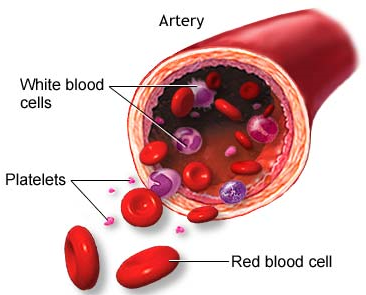 Artery
White blood
cells
Platelets
Red blood cell